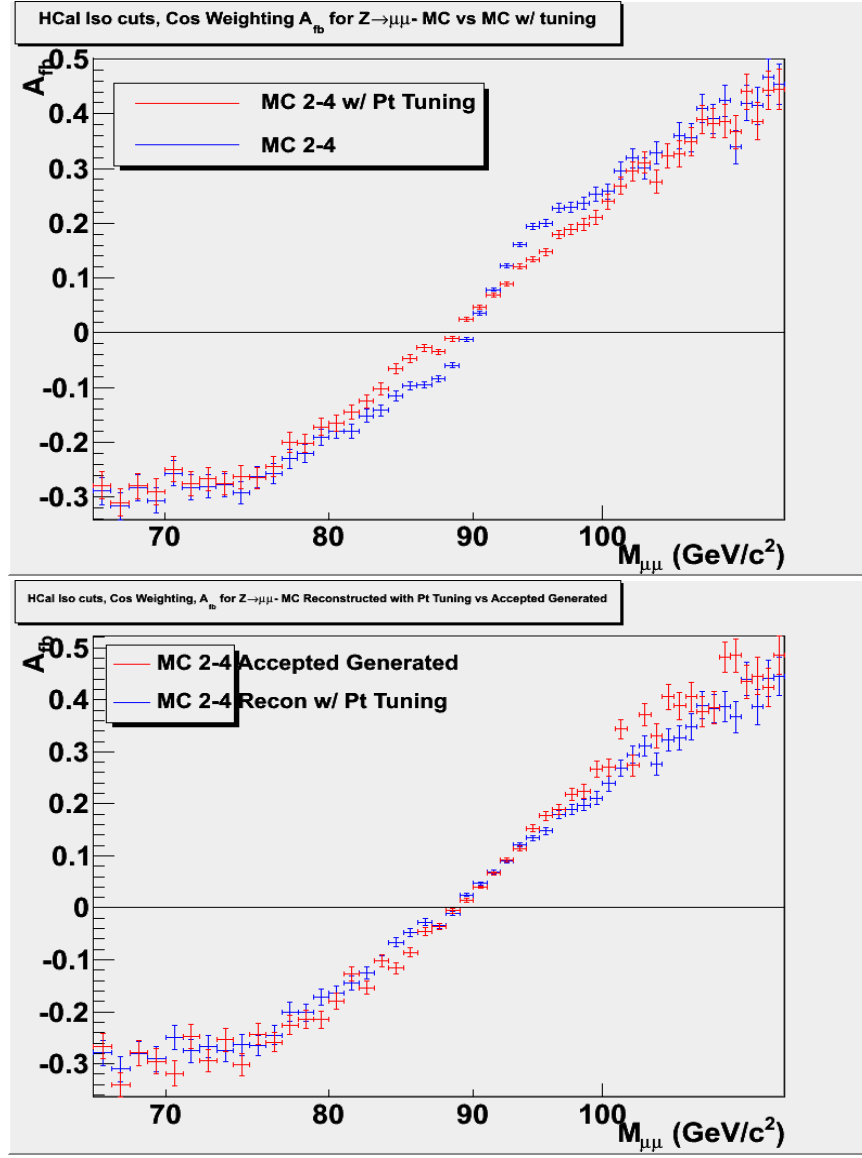 HCal Iso cuts, Cos Weighting A_fb for Z→μμ- MC vs MC w/ tuning
A_fb
0.5
MC 2-4 w/ Pt Tuning
0.4
MC 2-4
0.3
0.2
0.1
0
-0.1
-0.2
-0.3
70 80 90 100
M_μμ (GeV/c²)
HCal Iso cuts, Cos Weighting, A_fb for Z→μμ- MC Reconstructed with Pt Tuning vs Accepted Generated
A_fb
0.5
MC 2-4 Accepted Generated
0.4
MC 2-4 Recon w/ Pt Tuning
0.3
0.2
0.1
0
-0.1
-0.2
-0.3
70 80 90 100
M_μμ (GeV/c²)